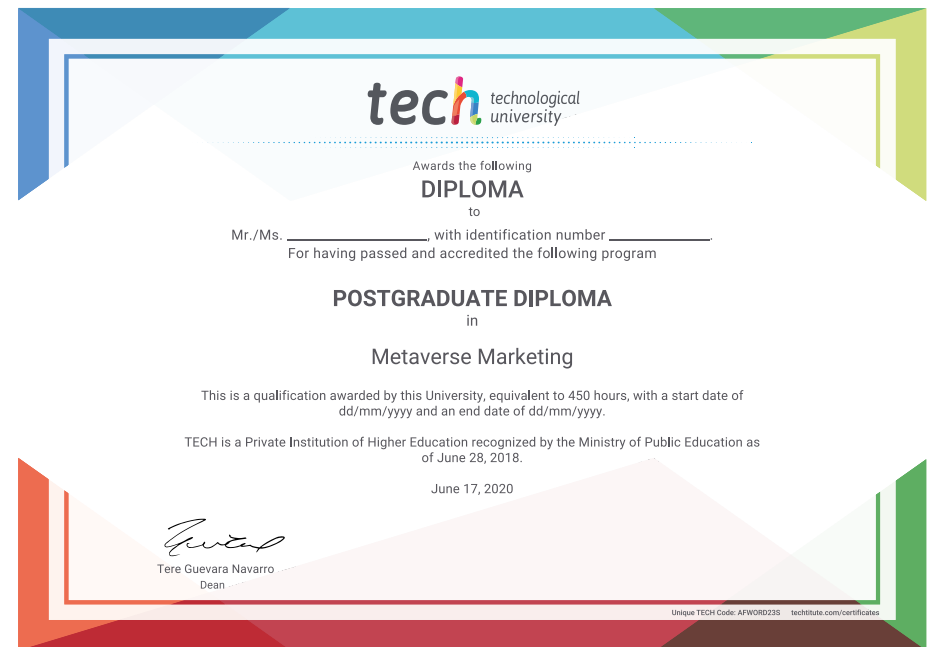 tech technological
university
Awards the following
DIPLOMA
to
Mr./Ms. ____________, with identification number ____________.
For having passed and accredited the following program
POSTGRADUATE DIPLOMA
in
Metaverse Marketing
This is a qualification awarded by this University, equivalent to 450 hours, with a start date of
dd/mm/yyyy and an end date of dd/mm/yyyy.
TECH is a Private Institution of Higher Education recognized by the Ministry of Public Education as
of June 28, 2018.
June 17, 2020
Tere Guevara Navarro
Dean
Unique TECH Code: AFWORD23S techtitute.com/certificates